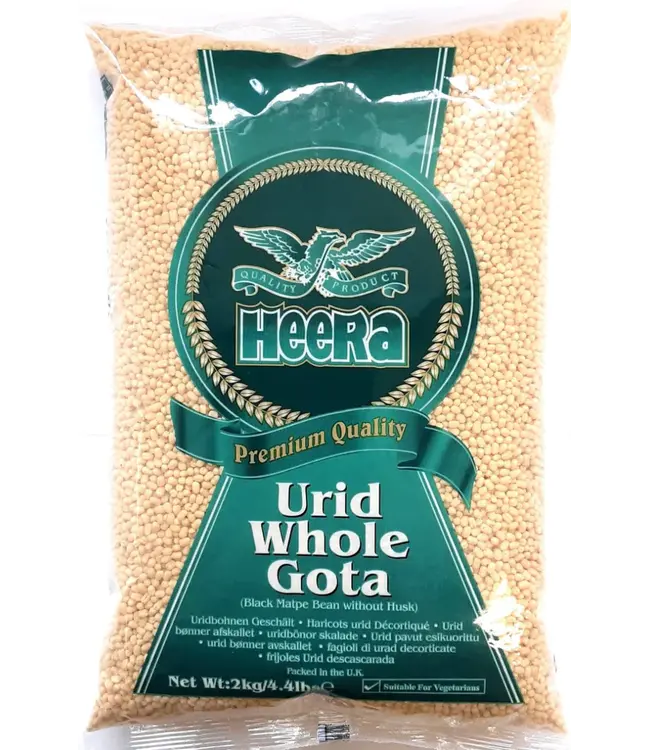 QUALITY PRODUCT
HeeRa
Premium Quality
Urid
Whole
Gota
(Black Matpe Bean without Husk)
Uridbohnen Geschält • Haricots urid Décortiqué • Urid
bønner afskallet • uridbönor skalade • Urid pavut esikuorittu
• urid bønner avskallet • fagioli di urad decorticate
• frijoles Urid descascarada
Packed in the U.K.
Net Wt:2kg/4.4lbs e
Suitable For Vegetarians